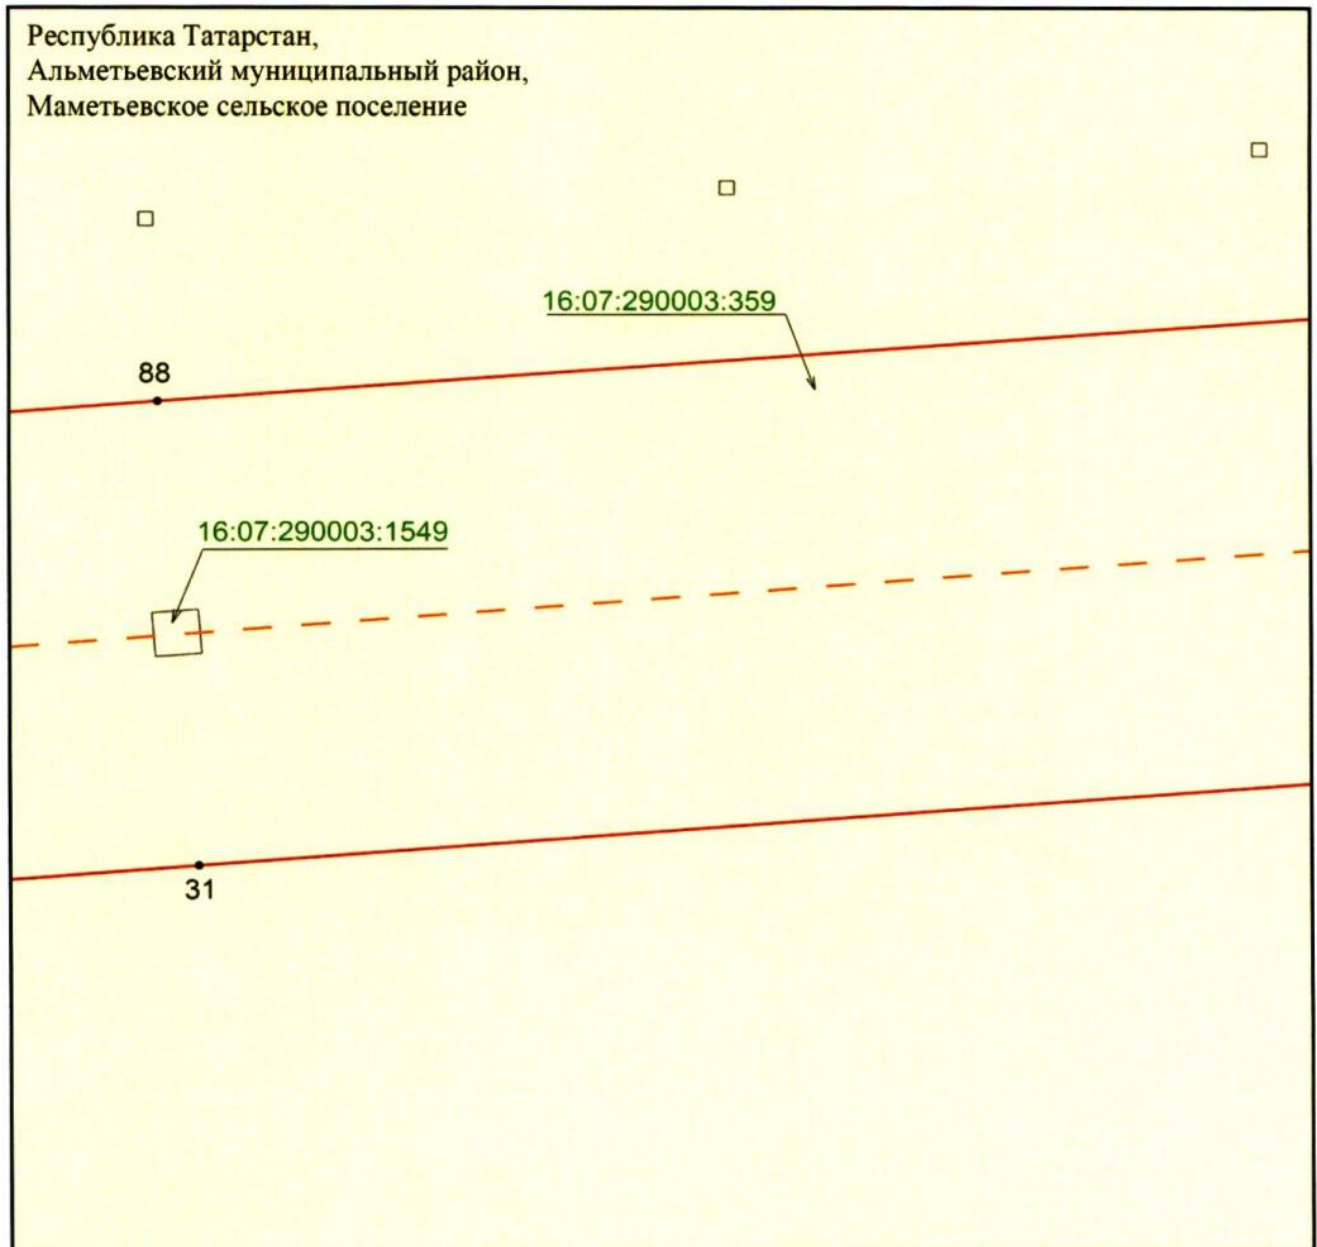 Республика Татарстан,
Альметьевский муниципальный район,
Маметьевское сельское поселение
16:07:290003:359
88
16:07:290003:1549
31